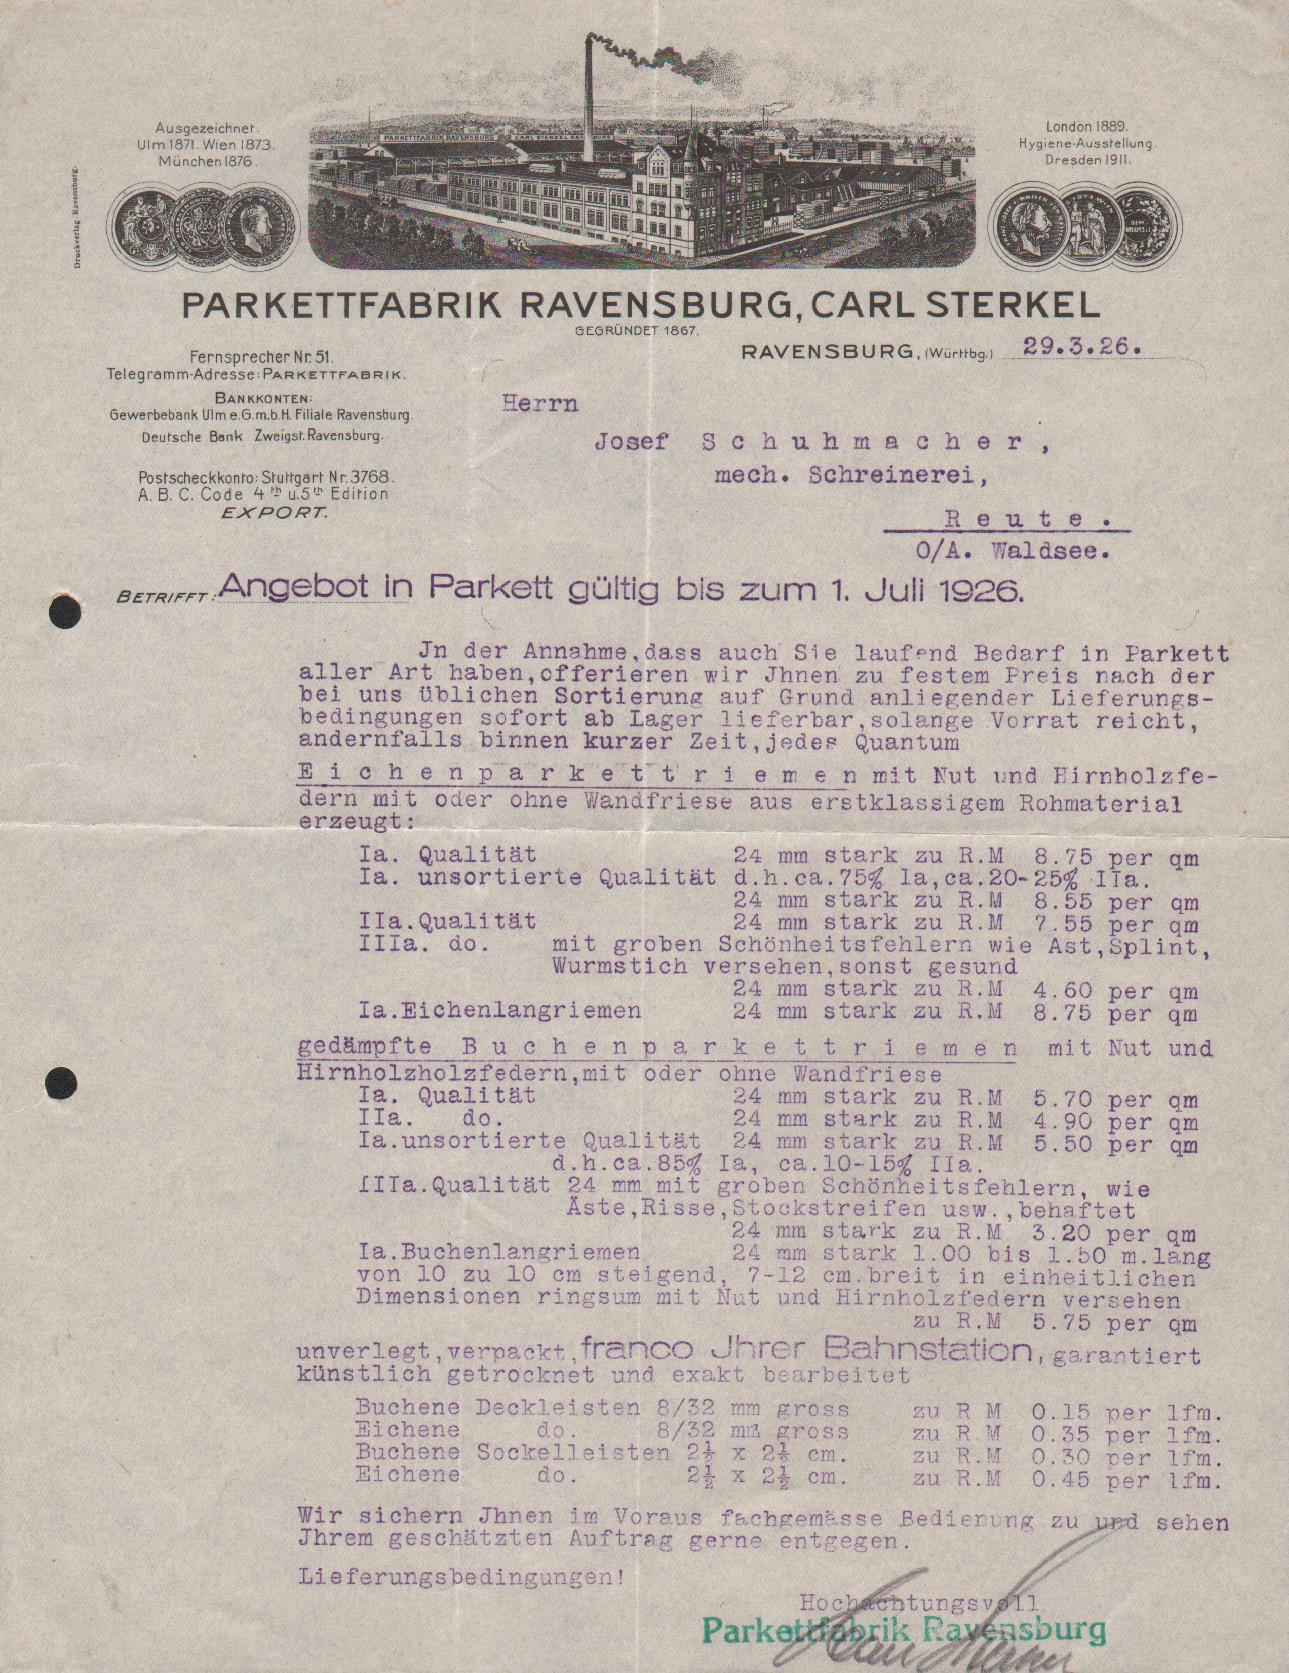 Ausgezeichnet:
Ulm 1871. Wien 1873.
München 1876.
London 1889.
Hygiene-Ausstellung
Dresden 1911.
Druckverlag Ravensburg.
PARKETTFABRIK RAVENSBURG
CARL STERKEL RAVENSBURG
PARKETTFABRIK RAVENSBURG, CARL STERKEL
GEGRÜNDET 1867.
RAVENSBURG, (Württbg.) 29.3.26.
Fernsprecher Nr. 51.
Telegramm-Adresse: PARKETTFABRIK.
BANKKONTEN:
Gewerbebank Ulm e.G.m.b.H. Filiale Ravensburg.
Deutsche Bank Zweigst. Ravensburg.
Postscheckkonto: Stuttgart Nr. 3768.
A. B. C. Code 4th u. 5th Edition
EXPORT.
Herrn
Josef S c h u h m a c h e r ,
mech. Schreinerei,
R e u t e .
O/A. Waldsee.
BETRIFFT: Angebot in Parkett gültig bis zum 1. Juli 1926.
Jn der Annahme, dass auch Sie laufend Bedarf in Parkett
aller Art haben, offerieren wir Jhnen zu festem Preis nach der
bei uns üblichen Sortierung auf Grund anliegender Lieferungs-
bedingungen sofort ab Lager lieferbar, solange Vorrat reicht,
andernfalls binnen kurzer Zeit, jedes Quantum
E i c h e n p a r k e t t r i e m e n mit Nut und Hirnholzfe-
dern mit oder ohne Wandfriese aus erstklassigem Rohmaterial
erzeugt:
Ia. Qualität 24 mm stark zu R.M 8.75 per qm
Ia. unsortierte Qualität d.h.ca.75% Ia, ca.20-25% IIa.
24 mm stark zu R.M 8.55 per qm
IIa. Qualität 24 mm stark zu R.M 7.55 per qm
IIIa. do. mit groben Schönheitsfehlern wie Ast, Splint,
Wurmstich versehen, sonst gesund
24 mm stark zu R.M 4.60 per qm
Ia. Eichenlangriemen 24 mm stark zu R.M 8.75 per qm
gedämpfte B u c h e n p a r k e t t r i e m e n mit Nut und
Hirnholzholzfedern, mit oder ohne Wandfriese
Ia. Qualität 24 mm stark zu R.M 5.70 per qm
IIa. do. 24 mm stark zu R.M 4.90 per qm
Ia. unsortierte Qualität 24 mm stark zu R.M 5.50 per qm
d.h.ca.85% Ia, ca.10-15% IIa.
IIIa. Qualität 24 mm mit groben Schönheitsfehlern, wie
Äste, Risse, Stockstreifen usw., behaftet
24 mm stark zu R.M 3.20 per qm
Ia. Buchenlangriemen 24 mm stark 1.00 bis 1.50 m. lang
von 10 zu 10 cm steigend, 7-12 cm. breit in einheitlichen
Dimensionen ringsum mit Nut und Hirnholzfedern versehen
zu R.M 5.75 per qm
unverlegt, verpackt, franco Jhrer Bahnstation, garantiert
künstlich getrocknet und exakt bearbeitet
Buchene Deckleisten 8/32 mm gross zu R M 0.15 per lfm.
Eichene do. 8/32 mm gross zu R.M 0.35 per lfm.
Buchene Sockelleisten 2½ x 2½ cm. zu R.M 0.30 per lfm.
Eichene do. 2½ x 2½ cm. zu R.M 0.45 per lfm.
Wir sichern Jhnen im Voraus fachgemässe Bedienung zu und sehen
Jhrem geschätzten Auftrag gerne entgegen.
Lieferungsbedingungen!
Hochachtungsvoll
Parkettfabrik Ravensburg